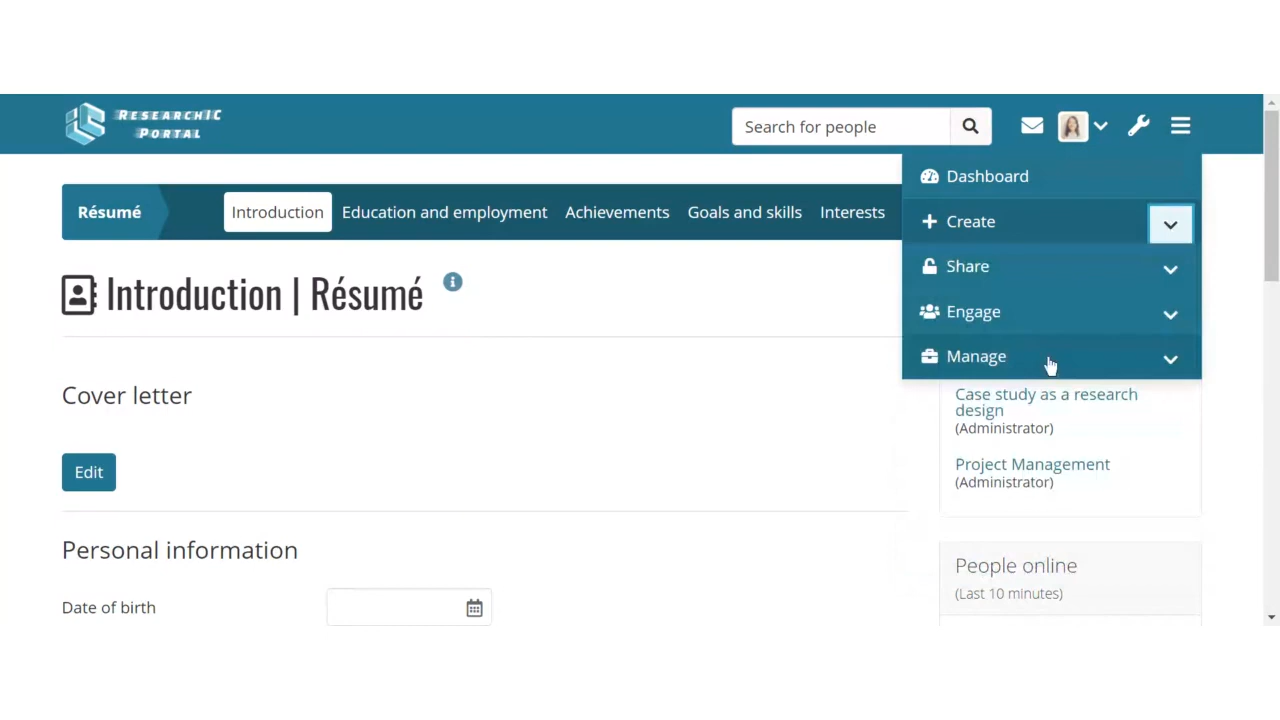 RESEARCHIC
PORTAL
Search for people
Dashboard
Create
Share
Engage
Manage
Résumé
Introduction
Education and employment
Achievements
Goals and skills
Interests
Introduction | Résumé
Cover letter
Edit
Personal information
Date of birth
Case study as a research
design
(Administrator)
Project Management
(Administrator)
People online
(Last 10 minutes)